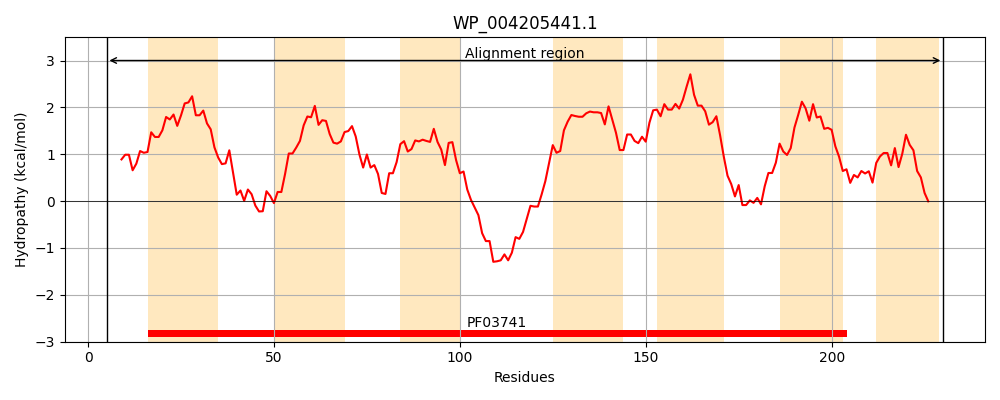 WP_004205441.1
Hydropathy (kcal/mol)
3
2
1
0
−1
−2
−3
Alignment region
PF03741
0 50 100 150 200
Residues